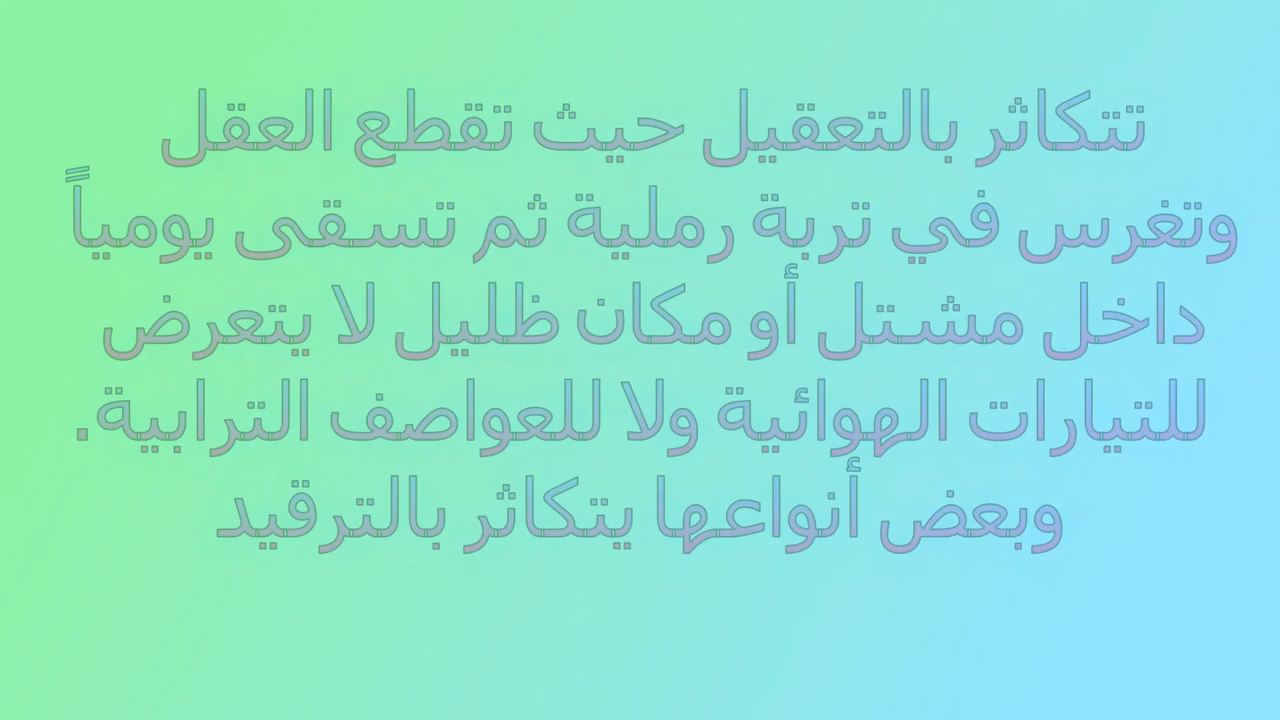 تتكاثر بالتعقيل حيث تقطع العقل
وتغرس في تربة رملية ثم تسقى يومياً
داخل مشتل أو مكان ظليل لا يتعرض
للتيارات الهوائية ولا للعواصف الترابية.
وبعض أنواعها يتكاثر بالترقيد